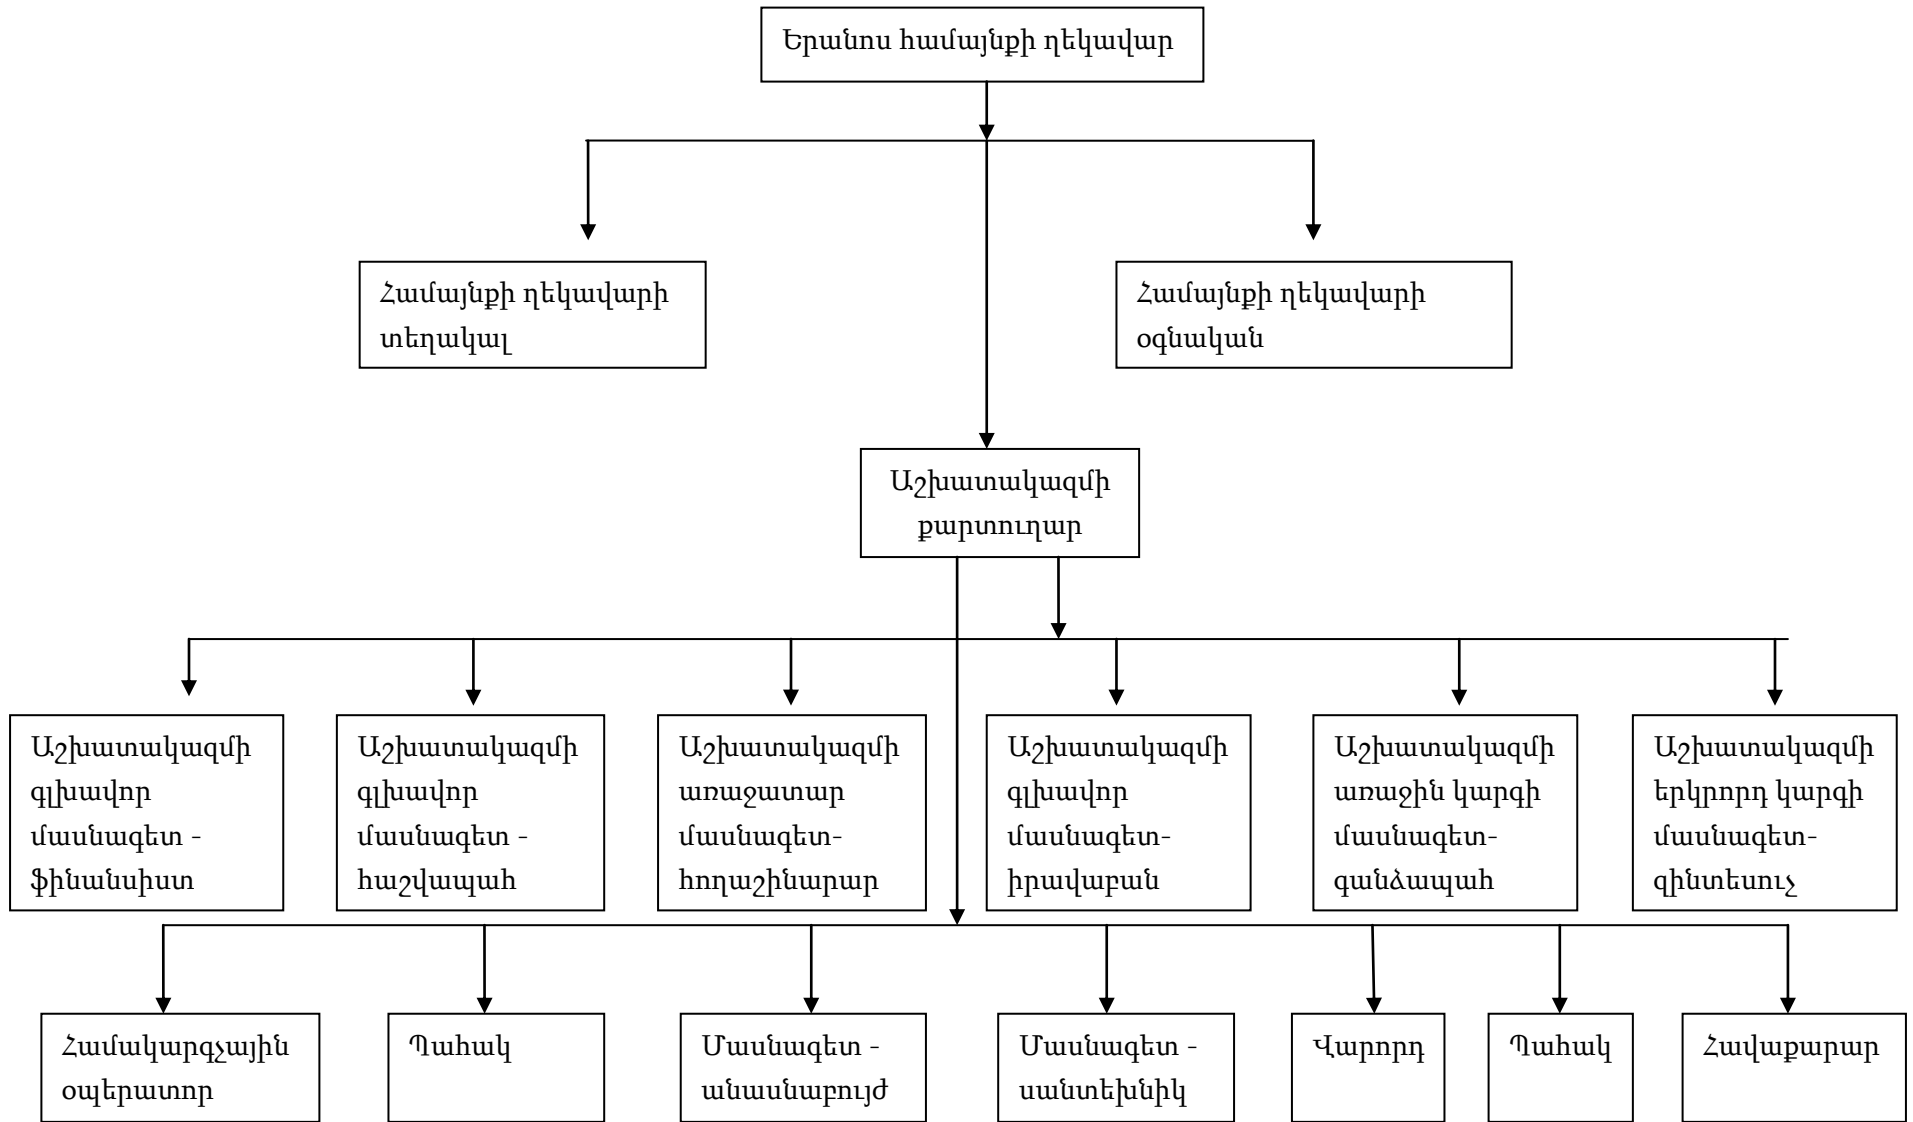 Երանոս համայնքի ղեկավար
Համայնքի ղեկավարի
տեղակալ
Համայնքի ղեկավարի
օգնական
Աշխատակազմի
քարտուղար
Աշխատակազմի
գլխավոր
մասնագետ -
ֆինանսիստ
Աշխատակազմի
գլխավոր
մասնագետ -
հաշվապահ
Աշխատակազմի
առաջատար
մասնագետ-
հողաշինարար
Աշխատակազմի
գլխավոր
մասնագետ-
իրավաբան
Աշխատակազմի
առաջին կարգի
մասնագետ-
գանձապահ
Աշխատակազմի
երկրորդ կարգի
մասնագետ-
զինտեսուչ
Համակարգչային
օպերատոր
Պահակ
Մասնագետ -
անասնաբույժ
Մասնագետ -
սանտեխնիկ
Վարորդ
Պահակ
Հավաքարար